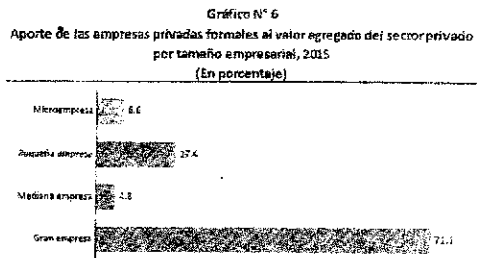 Gráfico N° 6
Aporte de las empresas privadas formales al valor agregado del sector privado
por tamaño empresarial, 2015
(En porcentaje)
Microempresa 6.6
Pequeña empresa 17.4
Mediana empresa 4.8
Gran empresa 71.1